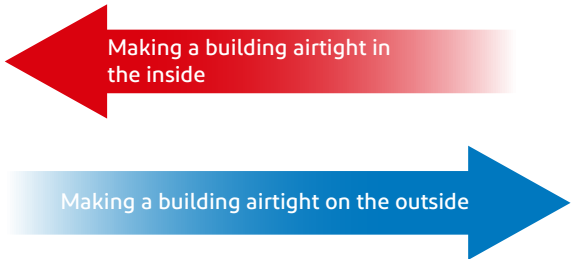 Making a building airtight in
the inside
Making a building airtight on the outside